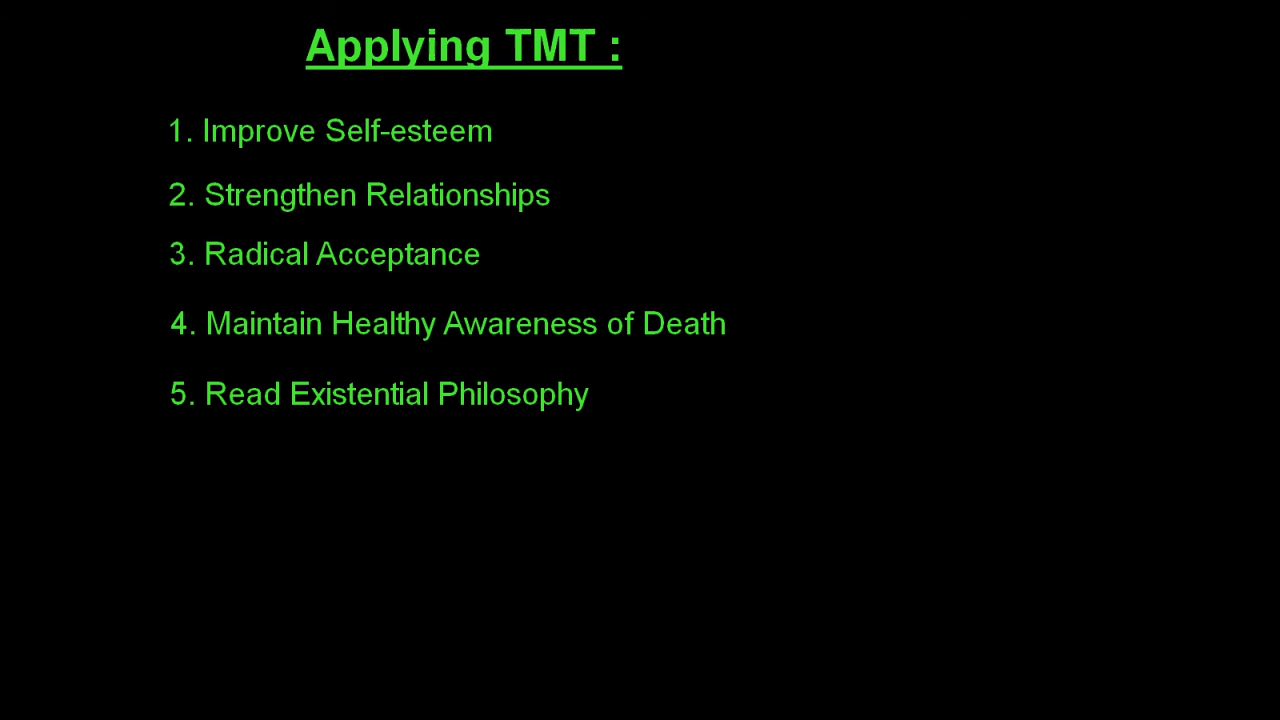 Applying TMT :
1. Improve Self-esteem
2. Strengthen Relationships
3. Radical Acceptance
4. Maintain Healthy Awareness of Death
5. Read Existential Philosophy